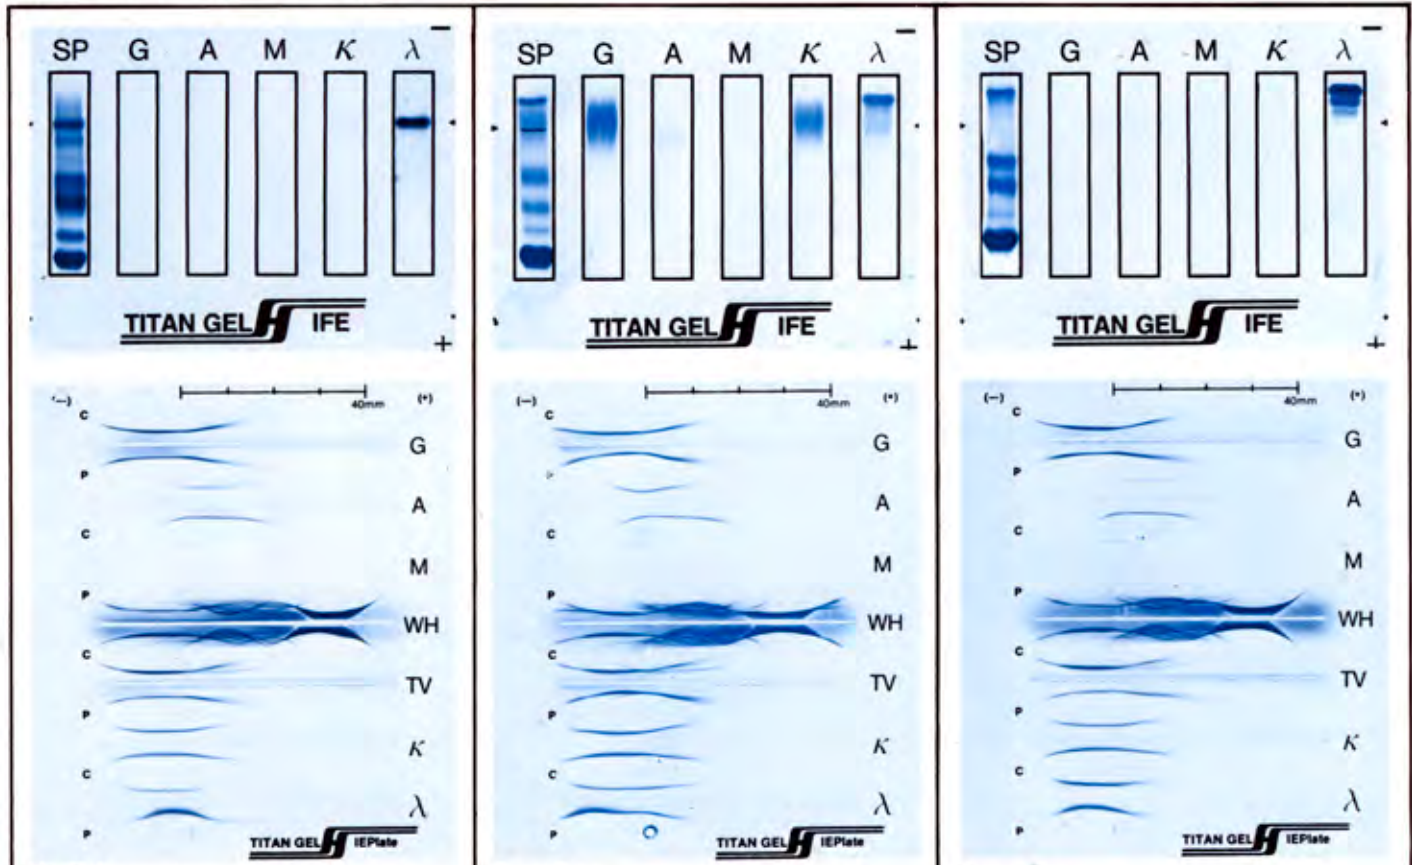 SP G A M κ λ
−
TITAN GEL IFE
+
SP G A M κ λ
−
TITAN GEL IFE
+
SP G A M κ λ
−
TITAN GEL IFE
+
(−) 40mm (+)
C
G
P
A
C
M
P
WH
C
TV
P
κ
C
λ
P
TITAN GEL IEPlate
(−) 40mm (+)
C
G
P
A
C
M
P
WH
C
TV
P
κ
C
λ
P
TITAN GEL IEPlate
(−) 40mm (+)
C
G
P
A
C
M
P
WH
C
TV
P
κ
C
λ
P
TITAN GEL IEPlate